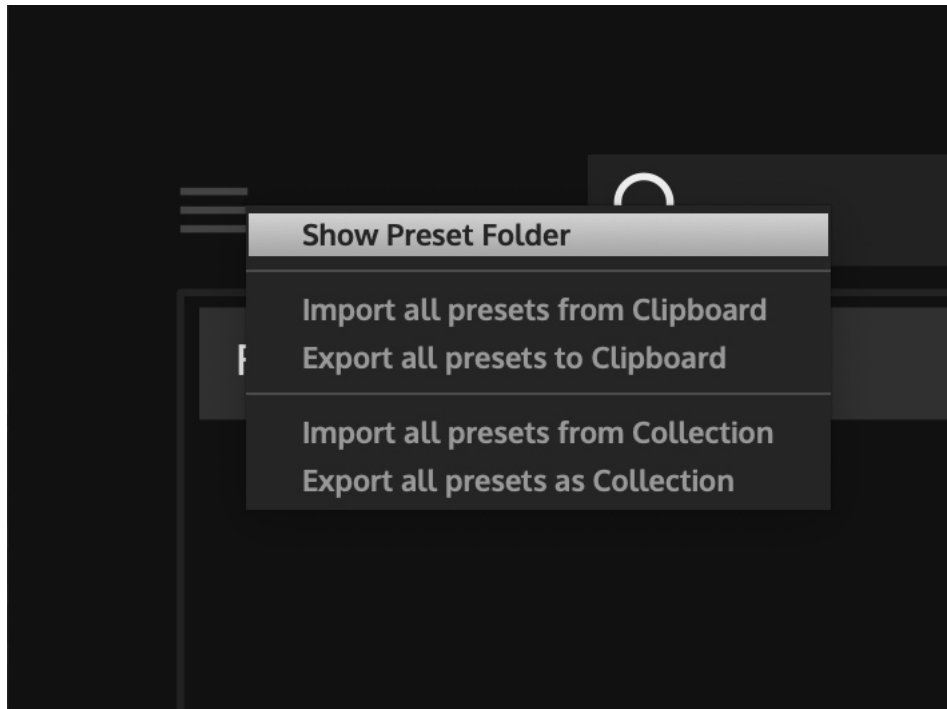 Show Preset Folder
Import all presets from Clipboard
Export all presets to Clipboard
Import all presets from Collection
Export all presets as Collection